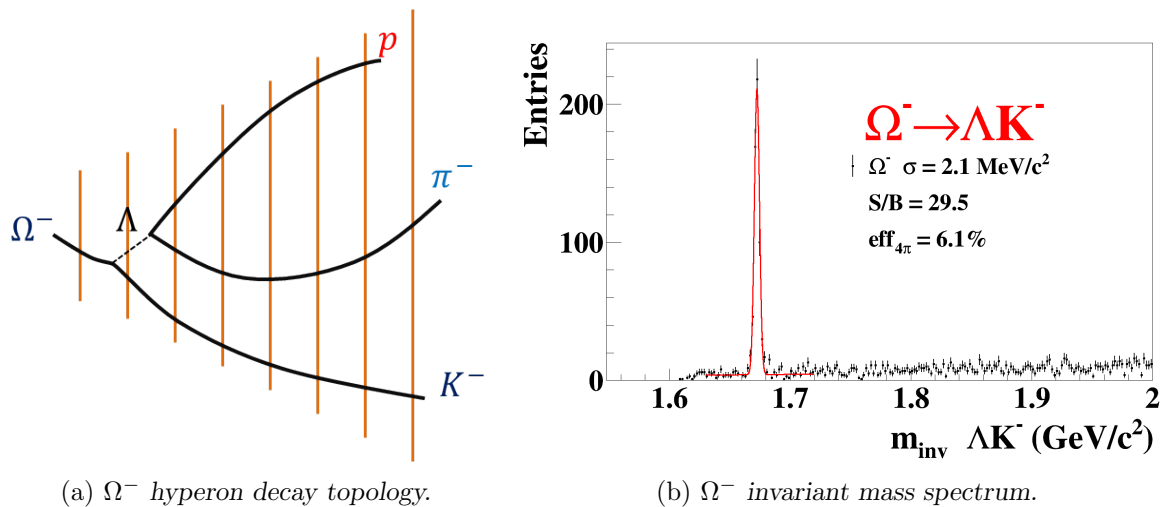 p
π⁻
Λ
Ω⁻
K⁻
(a) Ω⁻ hyperon decay topology.
Entries
200
100
0
Ω⁻→ΛK⁻
Ω⁻ σ = 2.1 MeV/c²
S/B = 29.5
eff₄π = 6.1%
1.6 1.7 1.8 1.9 2
m_inv ΛK⁻ (GeV/c²)
(b) Ω⁻ invariant mass spectrum.